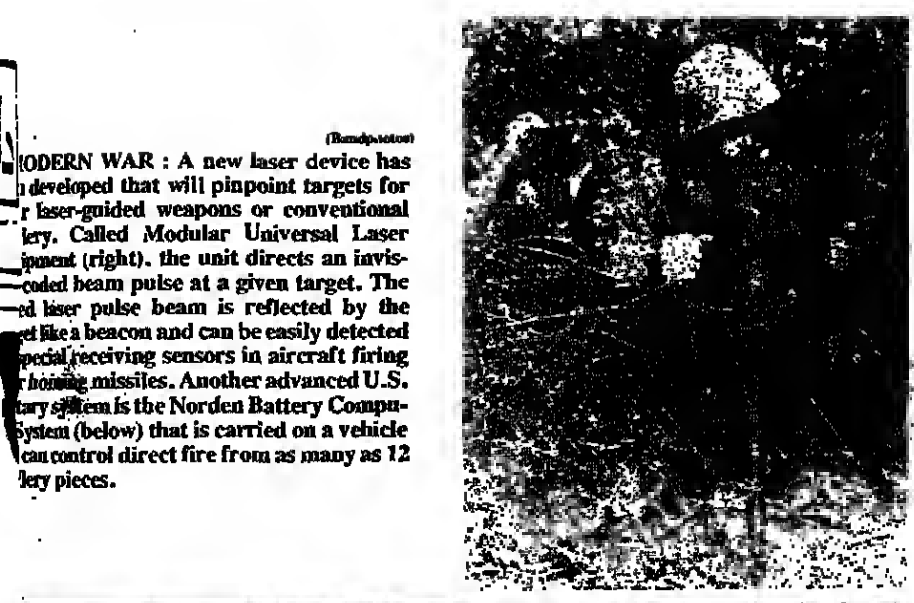 ODERN WAR : A new laser device has
developed that will pinpoint targets for
r laser-guided weapons or conventional
lery. Called Modular Universal Laser
ipment (right). the unit directs an invis-
coded beam pulse at a given target. The
ed laser pulse beam is reflected by the
et like a beacon and can be easily detected
pecial receiving sensors in aircraft firing
r homing missiles. Another advanced U.S.
tary system is the Norden Battery Compu-
System (below) that is carried on a vehicle
can control direct fire from as many as 12
lery pieces.